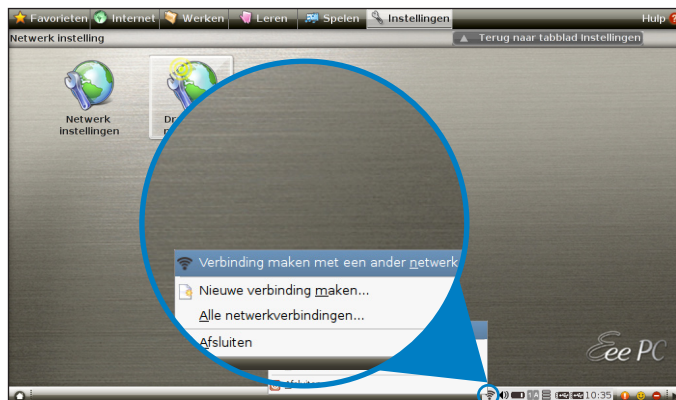 Favorieten Internet Werken Leren Spelen Instellingen Hulp
Netwerk instelling Terug naar tabblad Instellingen
Netwerk
instellingen
Verbinding maken met een ander netwerk
Nieuwe verbinding maken...
Alle netwerkverbindingen...
Afsluiten
Afsluiten
Eee PC
10:35